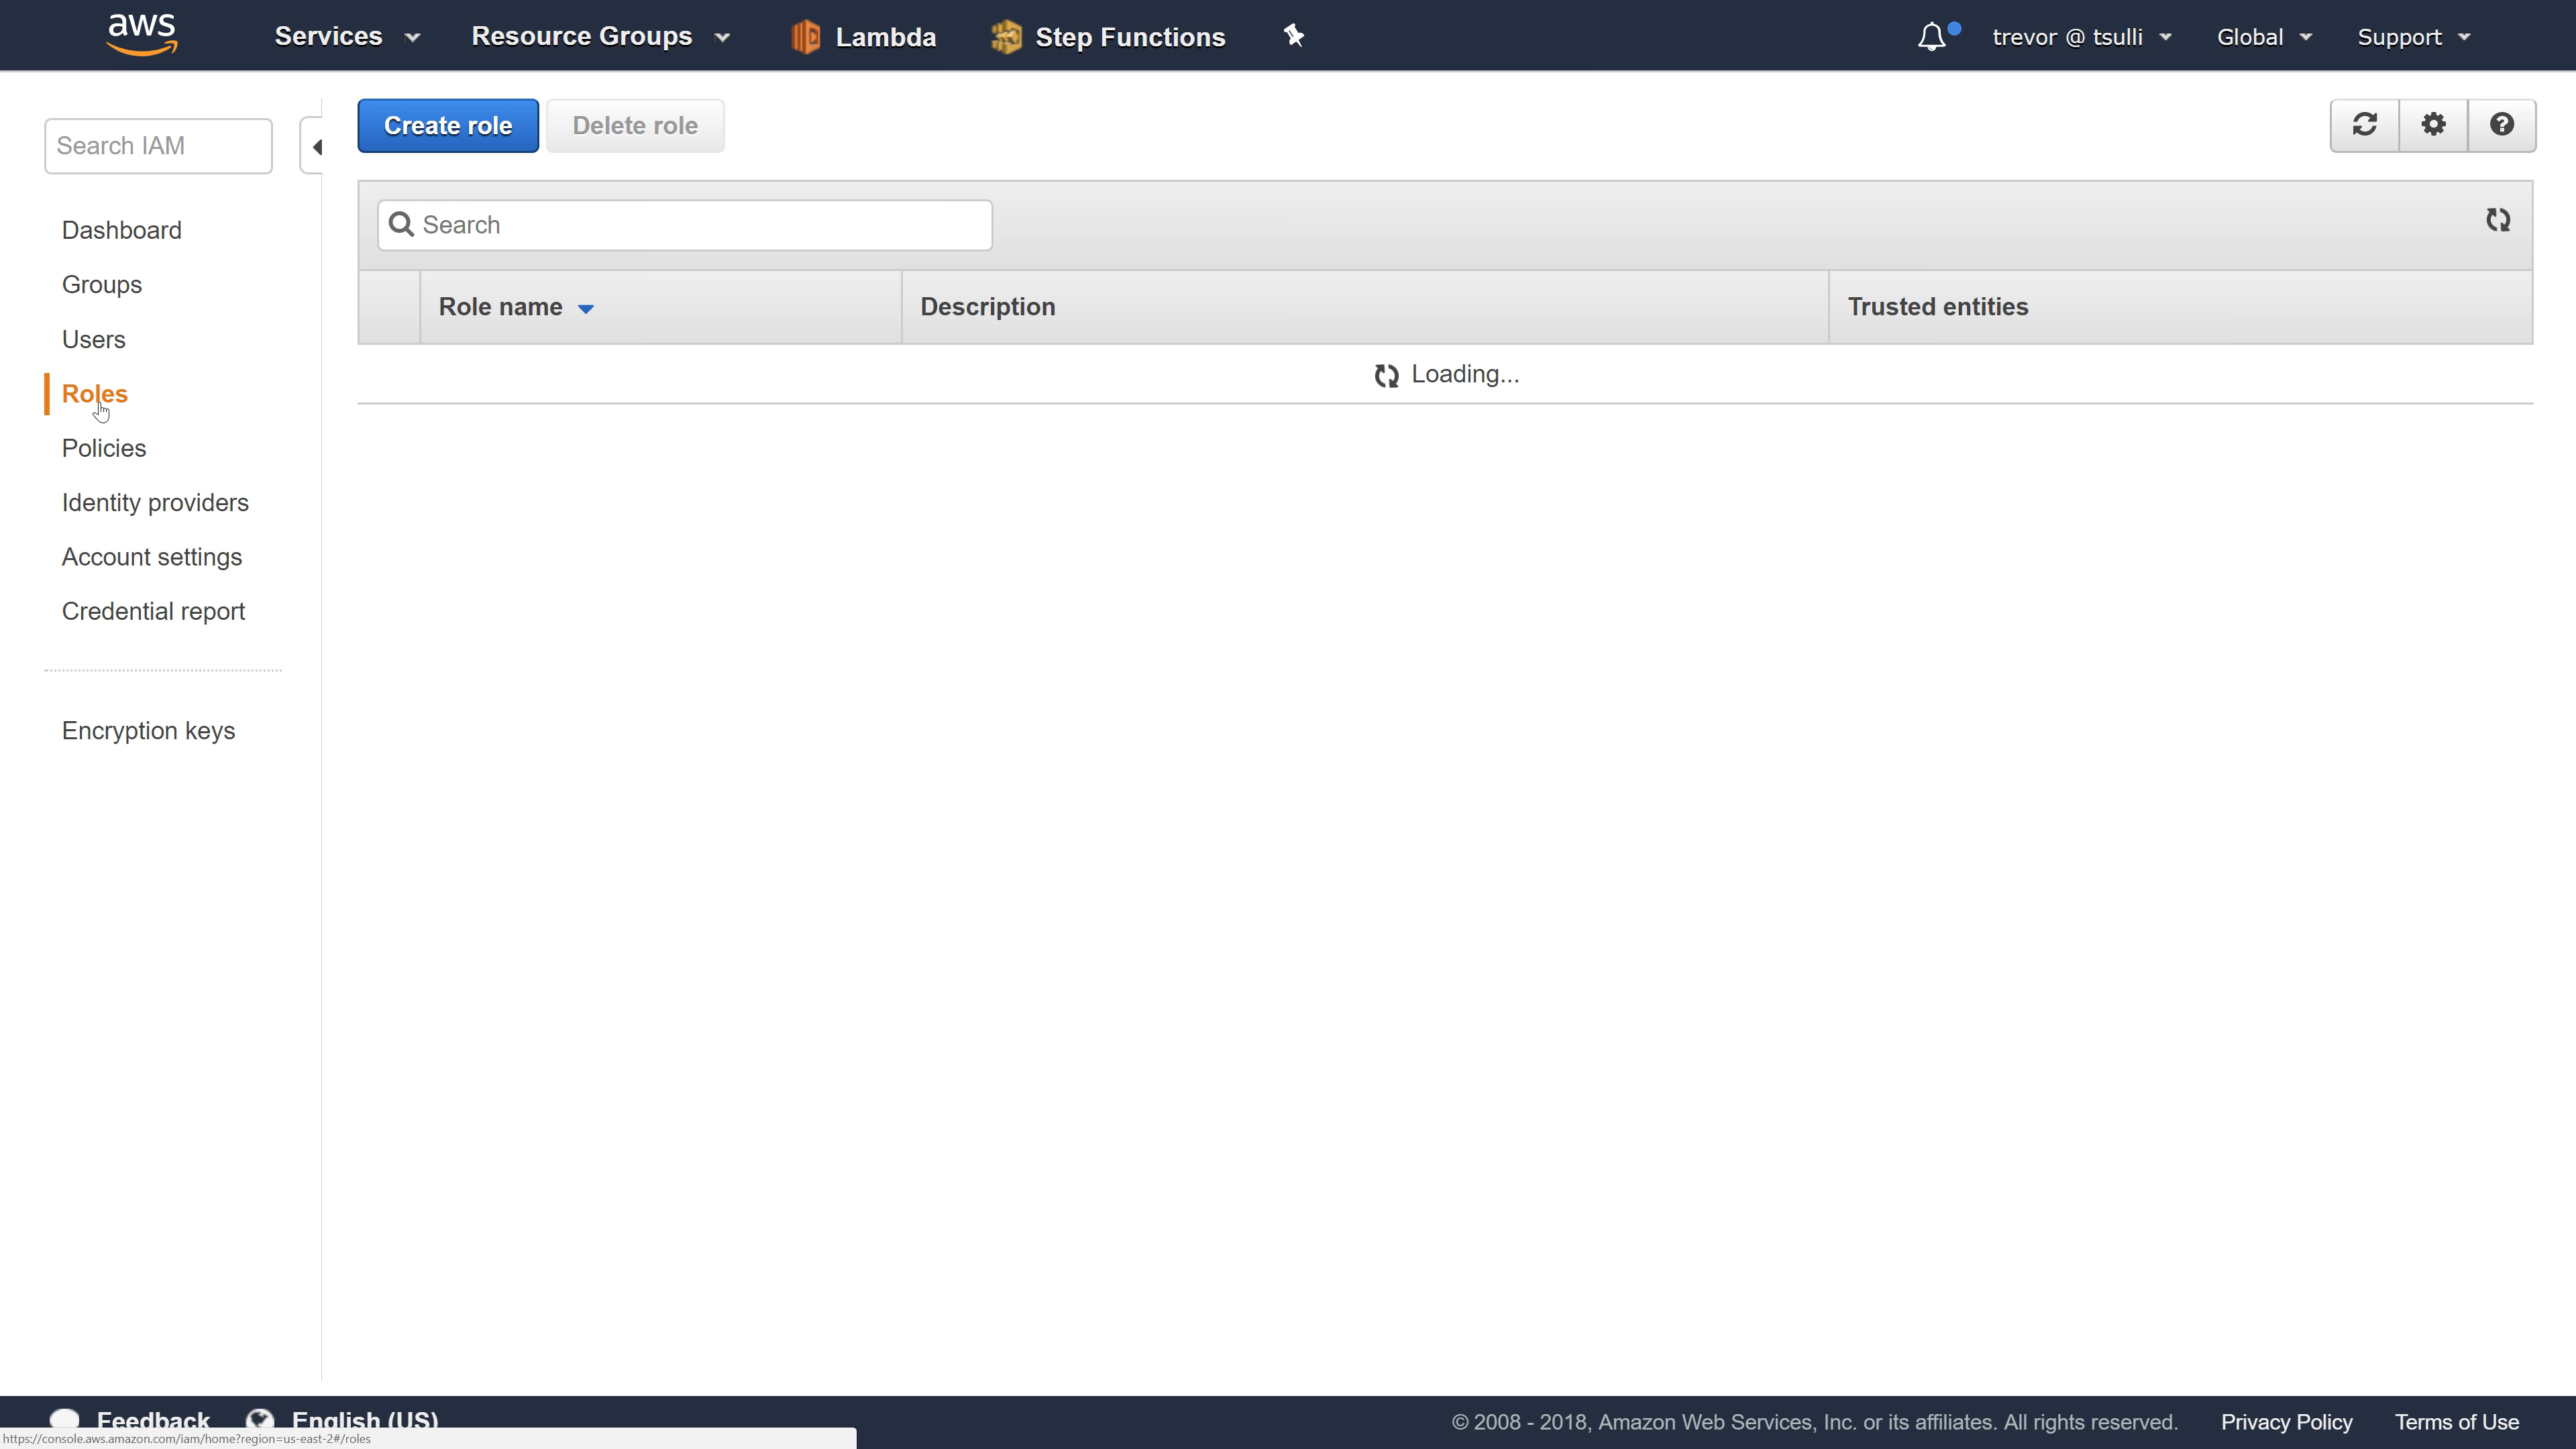 aws
Services
Resource Groups
Lambda
Step Functions
trevor @ tsulli
Global
Support
Search IAM
Dashboard
Groups
Users
Roles
Policies
Identity providers
Account settings
Credential report
Encryption keys
Create role
Delete role
Search
Role name
Description
Trusted entities
Loading...
Feedback
English (US)
© 2008 - 2018, Amazon Web Services, Inc. or its affiliates. All rights reserved.
Privacy Policy
Terms of Use
https://console.aws.amazon.com/iam/home?region=us-east-2#/roles